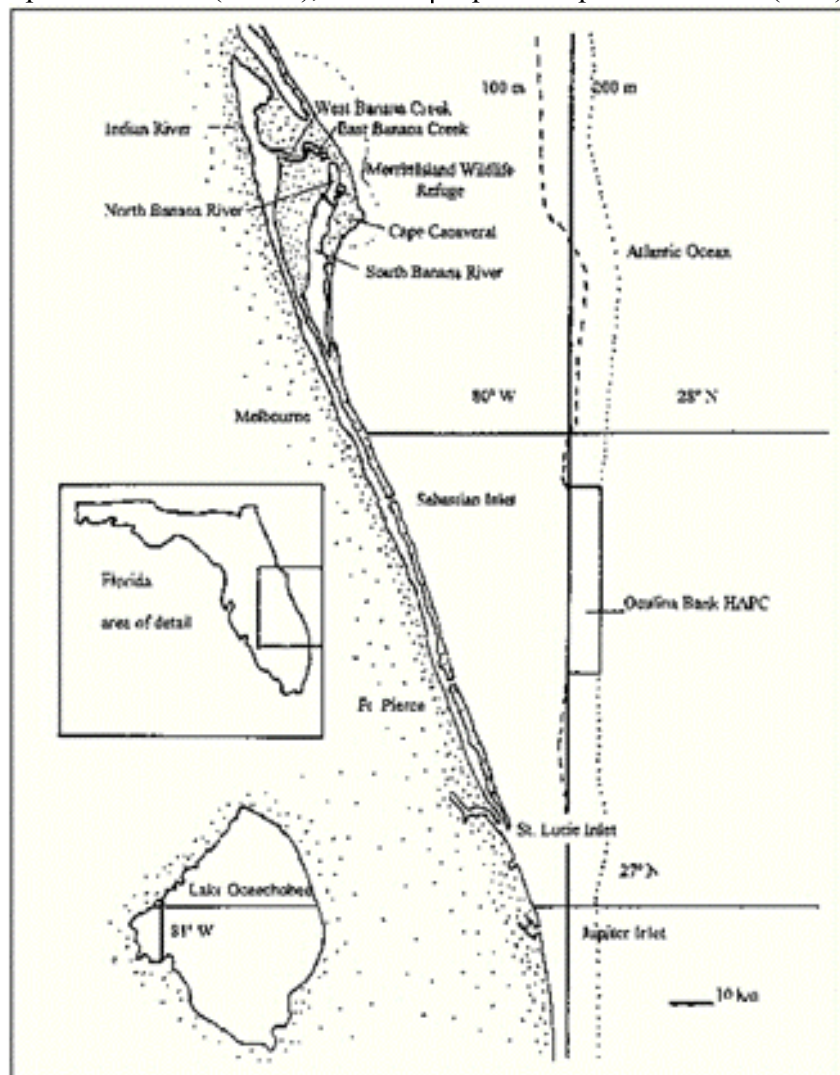 100 m
200 m
West Banana Creek
East Banana Creek
Indian River
Merritt Island Wildlife
Refuge
North Banana River
Cape Canaveral
South Banana River
Atlantic Ocean
80° W
28° N
Melbourne
Sebastian Inlet
Florida
area of detail
Oculina Bank HAPC
Ft. Pierce
St. Lucie Inlet
27°
Lake Oceechobee
81° W
Jupiter Inlet
10 km